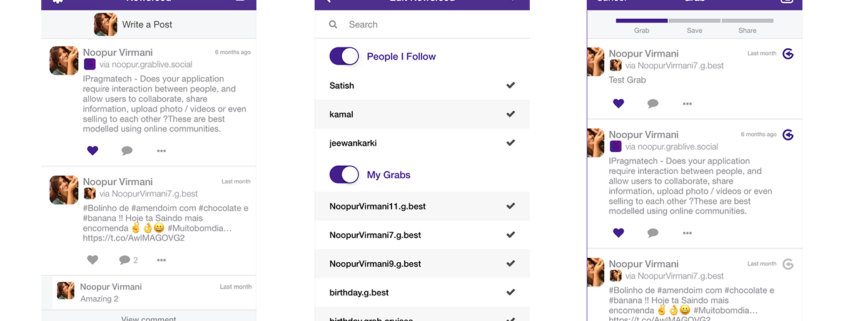 Write a Post
Noopur Virmani
6 months ago
via noopur.grablive.social
IPragmatech - Does your application
require interaction between people, and
allow users to collaborate, share
information, upload photo / videos or even
selling to each other ?These are best
modelled using online communities.
Noopur Virmani
Last month
via NoopurVirmani7.g.best
#Bolinho de #amendoim com #chocolate e
#banana !! Hoje ta Saindo mais
encomenda ✌👌😄 #Muitobomdia…
https://t.co/AwlMAGOVG2
2
Noopur Virmani
Last month
Amazing 2
View comment
Edit Newsfeed
Search
People I Follow
Satish
kamal
jeewankarki
My Grabs
NoopurVirmani11.g.best
NoopurVirmani7.g.best
NoopurVirmani9.g.best
birthday.g.best
birthday.grab.cruises
Cancel
Grab
Grab
Save
Share
Noopur Virmani
Last month
via NoopurVirmani7.g.best
Test Grab
Noopur Virmani
6 months ago
via noopur.grablive.social
IPragmatech - Does your application
require interaction between people, and
allow users to collaborate, share
information, upload photo / videos or even
selling to each other ?These are best
modelled using online communities.
Noopur Virmani
Last month
via NoopurVirmani7.g.best
#Bolinho de #amendoim com #chocolate e
#banana !! Hoje ta Saindo mais
encomenda ✌👌😄 #Muitobomdia…
https://t.co/AwlMAGOVG2